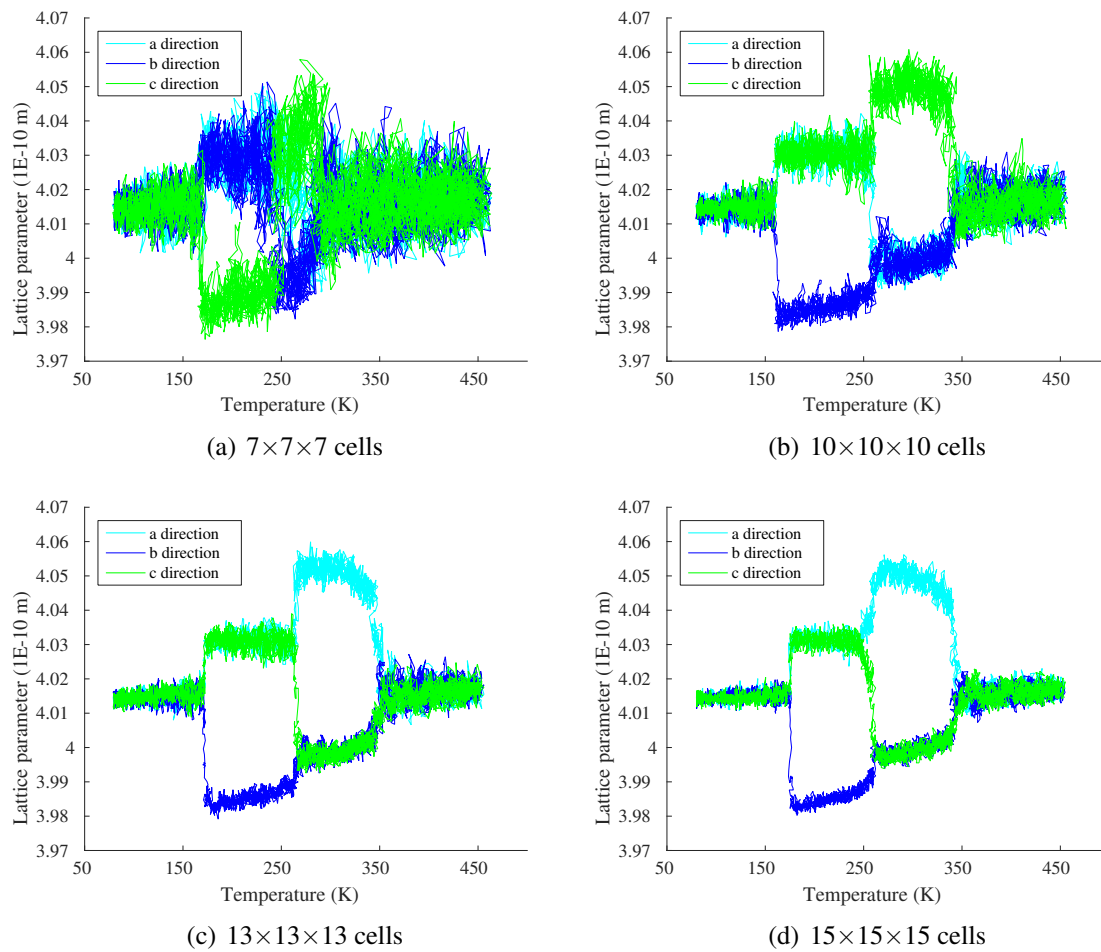 4.07
4.06
4.05
4.04
4.03
4.02
4.01
4
3.99
3.98
3.97
Lattice parameter (1E-10 m)
a direction
b direction
c direction
50 150 250 350 450
Temperature (K)
(a) 7×7×7 cells
4.07
4.06
4.05
4.04
4.03
4.02
4.01
4
3.99
3.98
3.97
Lattice parameter (1E-10 m)
a direction
b direction
c direction
50 150 250 350 450
Temperature (K)
(b) 10×10×10 cells
4.07
4.06
4.05
4.04
4.03
4.02
4.01
4
3.99
3.98
3.97
Lattice parameter (1E-10 m)
a direction
b direction
c direction
50 150 250 350 450
Temperature (K)
(c) 13×13×13 cells
4.07
4.06
4.05
4.04
4.03
4.02
4.01
4
3.99
3.98
3.97
Lattice parameter (1E-10 m)
a direction
b direction
c direction
50 150 250 350 450
Temperature (K)
(d) 15×15×15 cells